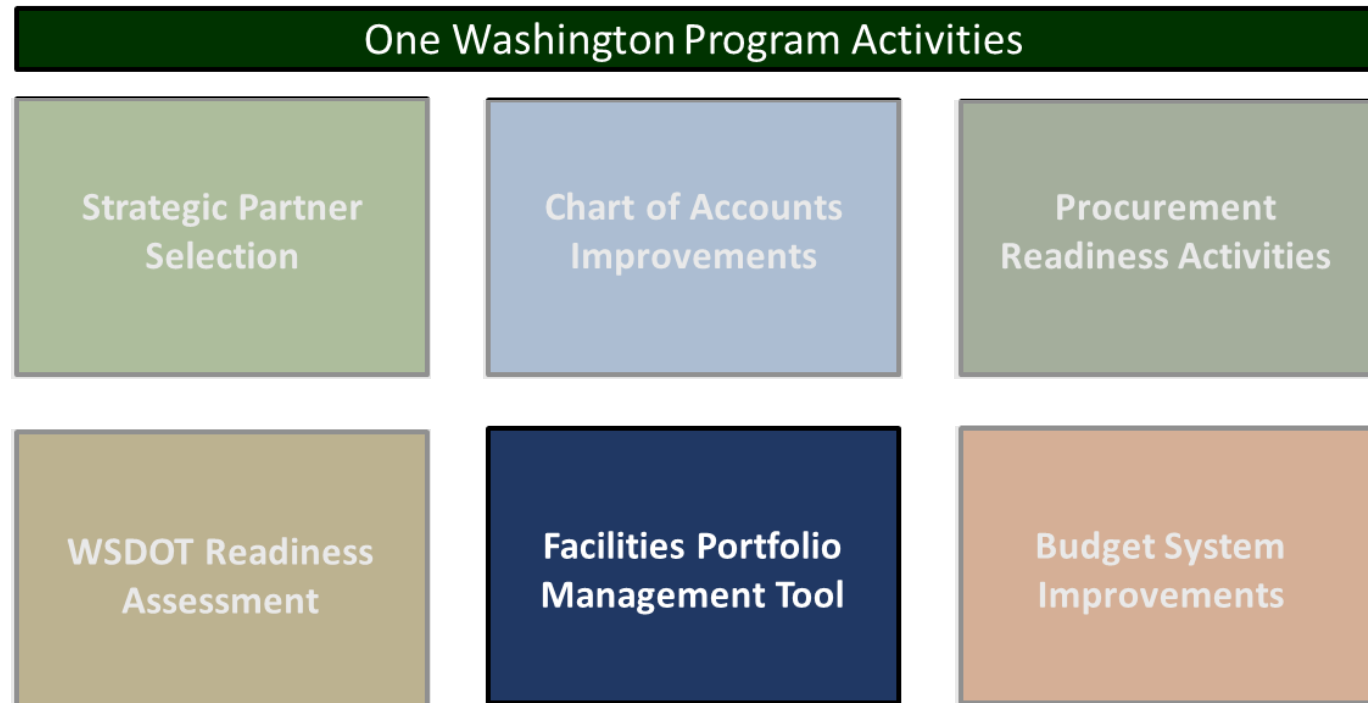 One Washington Program Activities
Strategic Partner
Selection
Chart of Accounts
Improvements
Procurement
Readiness Activities
WSDOT Readiness
Assessment
Facilities Portfolio
Management Tool
Budget System
Improvements